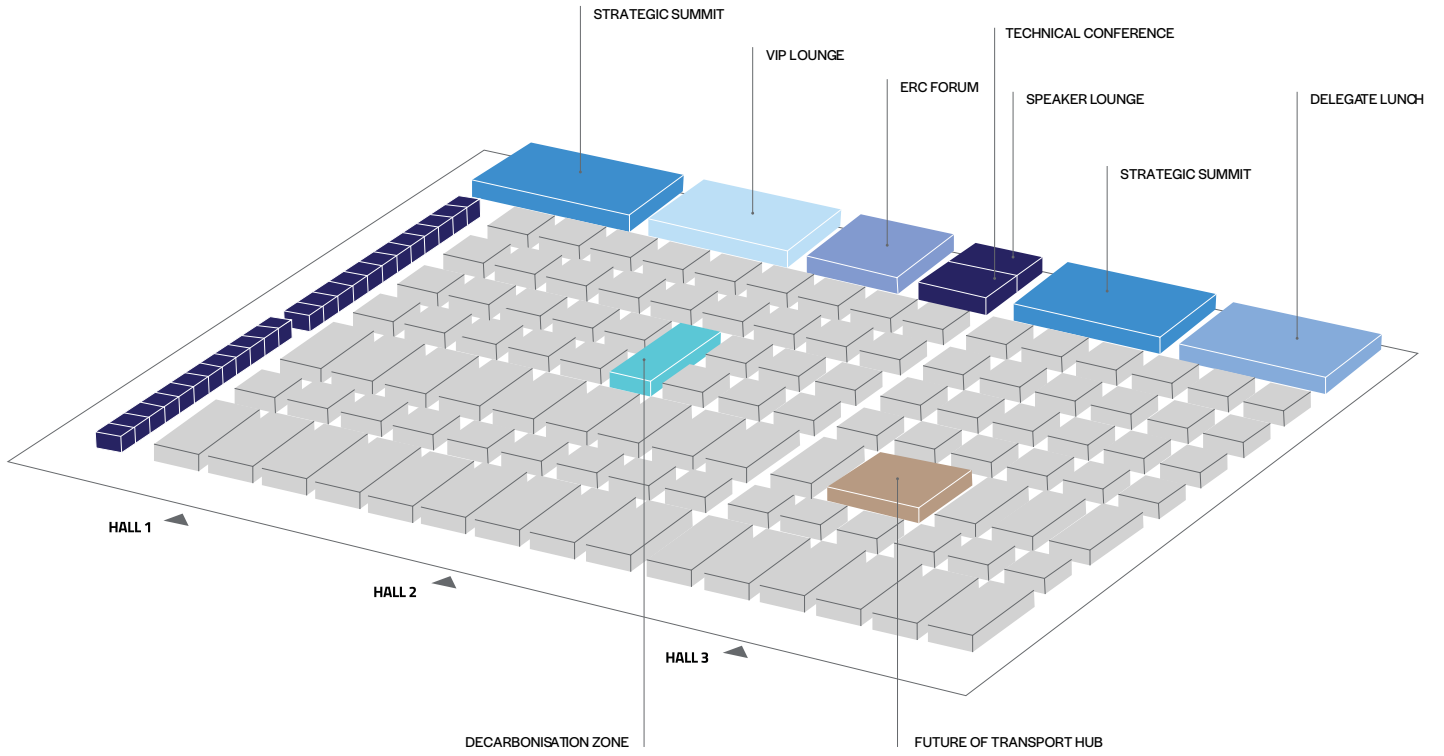 STRATEGIC SUMMIT
TECHNICAL CONFERENCE
VIP LOUNGE
ERC FORUM
SPEAKER LOUNGE
DELEGATE LUNCH
STRATEGIC SUMMIT
HALL 1
HALL 2
HALL 3
DECARBONISATION ZONE
FUTURE OF TRANSPORT HUB